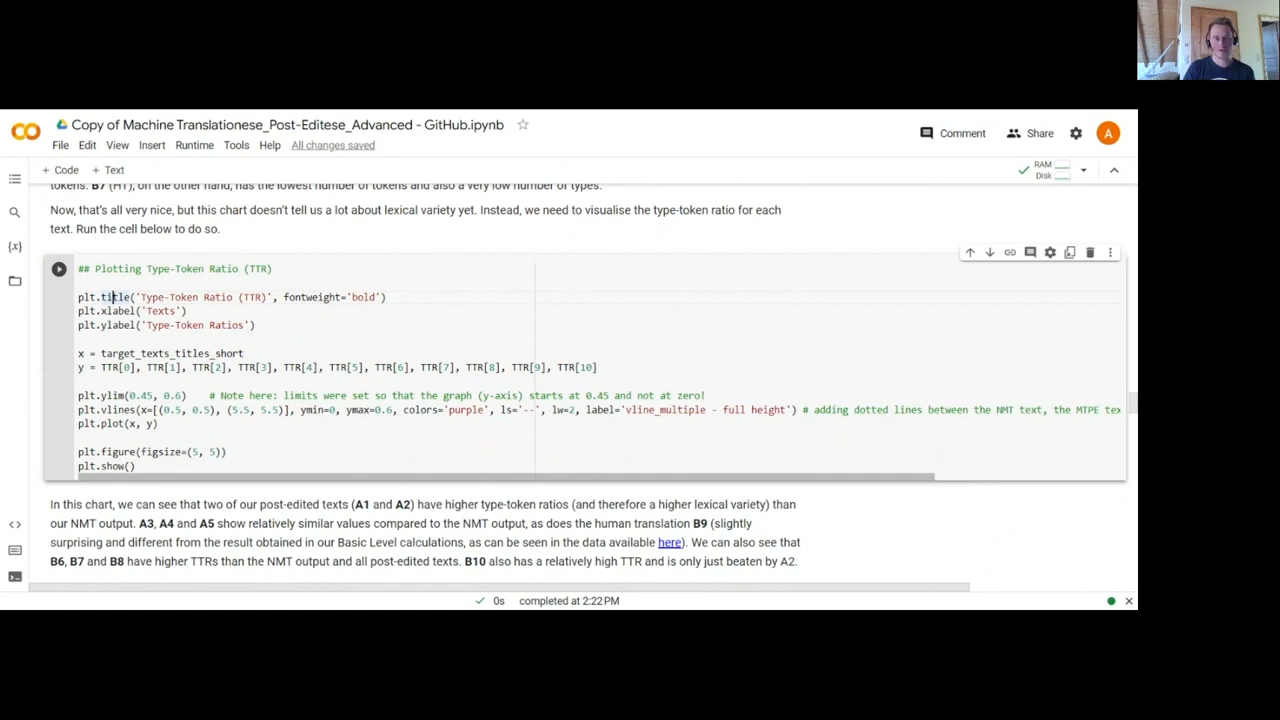 Copy of Machine Translationese_Post-Editese_Advanced - GitHub.ipynb
Comment
Share
A
File Edit View Insert Runtime Tools Help All changes saved
+ Code + Text
RAM
Disk
tokens. B7 (HT), on the other hand, has the lowest number of tokens and also a very low number of types.
Now, that's all very nice, but this chart doesn't tell us a lot about lexical variety yet. Instead, we need to visualise the type-token ratio for each
text. Run the cell below to do so.
{x}
## Plotting Type-Token Ratio (TTR)
plt.title('Type-Token Ratio (TTR)', fontweight='bold')
plt.xlabel('Texts')
plt.ylabel('Type-Token Ratios')
x = target_texts_titles_short
y = TTR[0], TTR[1], TTR[2], TTR[3], TTR[4], TTR[5], TTR[6], TTR[7], TTR[8], TTR[9], TTR[10]
plt.ylim(0.45, 0.6) # Note here: limits were set so that the graph (y-axis) starts at 0.45 and not at zero!
plt.vlines(x=[(0.5, 0.5), (5.5, 5.5)], ymin=0, ymax=0.6, colors='purple', ls='--', lw=2, label='vline_multiple - full height') # adding dotted lines between the NMT text, the MTPE tex
plt.plot(x, y)
plt.figure(figsize=(5, 5))
plt.show()
In this chart, we can see that two of our post-edited texts (A1 and A2) have higher type-token ratios (and therefore a higher lexical variety) than
our NMT output. A3, A4 and A5 show relatively similar values compared to the NMT output, as does the human translation B9 (slightly
surprising and different from the result obtained in our Basic Level calculations, as can be seen in the data available here). We can also see that
B6, B7 and B8 have higher TTRs than the NMT output and all post-edited texts. B10 also has a relatively high TTR and is only just beaten by A2.
0s completed at 2:22 PM